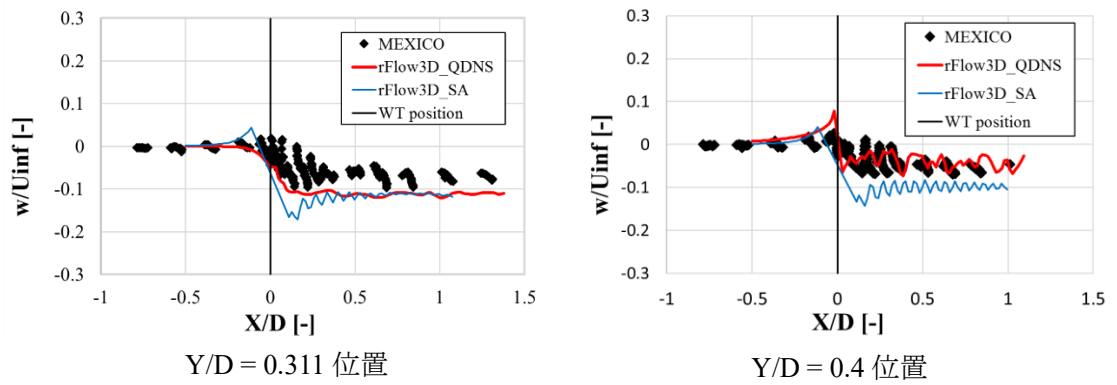 0.3
0.2
0.1
0
-0.1
-0.2
-0.3
w/Uinf [-]
MEXICO
rFlow3D_QDNS
rFlow3D_SA
WT position
-1
-0.5
0
0.5
1
1.5
X/D [-]
Y/D = 0.311 位置
0.3
0.2
0.1
0
-0.1
-0.2
-0.3
w/Uinf [-]
MEXICO
rFlow3D_QDNS
rFlow3D_SA
WT position
-1
-0.5
0
0.5
1
1.5
X/D [-]
Y/D = 0.4 位置